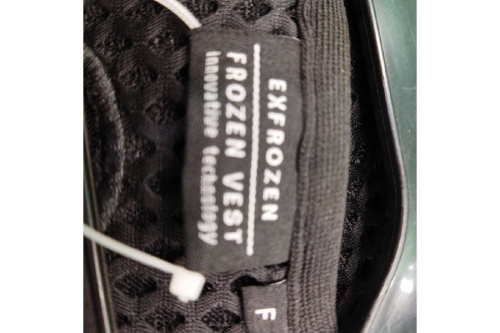 EXFROZEN
FROZEN VEST
innovative technology
F